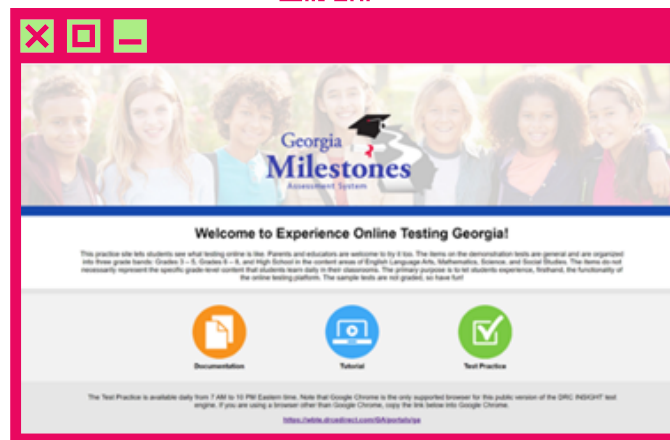 Georgia
Milestones
Assessment System
Welcome to Experience Online Testing Georgia!
This practice site lets students see what testing online is like. Parents and educators are welcome to try it too. The items on the demonstration tests are general and are organized
into three grade bands: Grades 3 – 5, Grades 6 – 8, and High School in the content areas of English Language Arts, Mathematics, Science, and Social Studies. The items do not
necessarily represent the specific grade-level content that students learn daily in their classrooms. The primary purpose is to let students experience, firsthand, the functionality of
the online testing platform. The sample tests are not graded, so have fun!
Documentation
Tutorial
Test Practice
The Test Practice is available daily from 7 AM to 10 PM Eastern time. Note that Google Chrome is the only supported browser for this public version of the DRC INSIGHT test
engine. If you are using a browser other than Google Chrome, copy the link below into Google Chrome.
https://wbte.drcedirect.com/GA/portals/ga